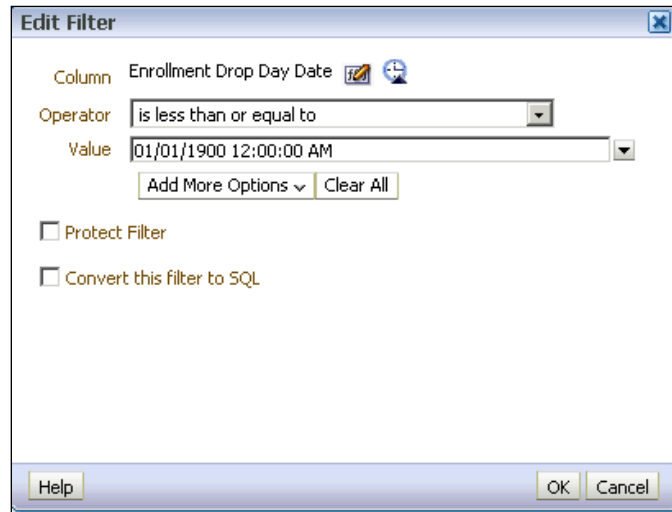 Edit Filter
Column Enrollment Drop Day Date
Operator is less than or equal to
Value 01/01/1900 12:00:00 AM
Add More Options Clear All
Protect Filter
Convert this filter to SQL
Help OK Cancel